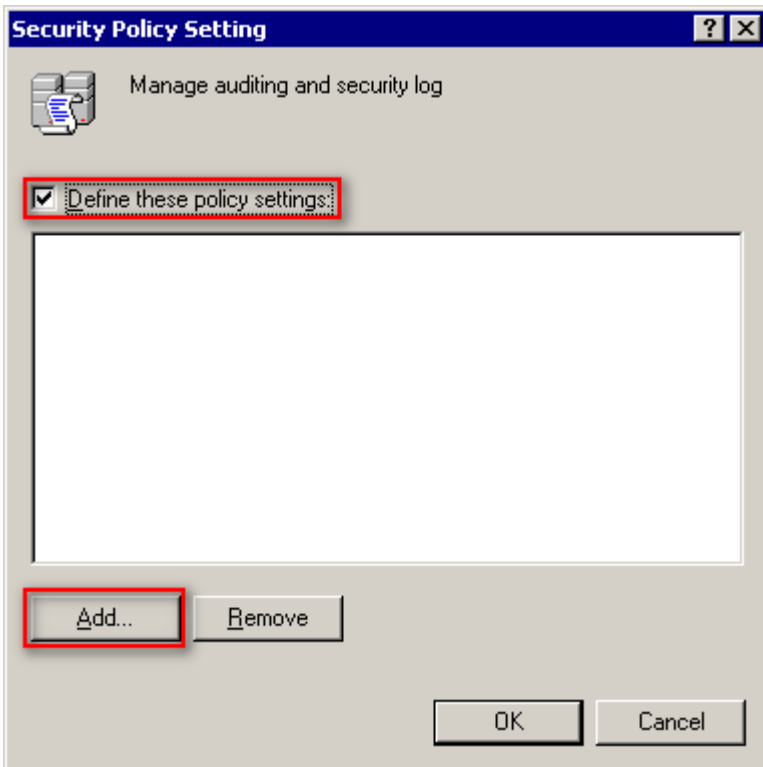 Security Policy Setting
Manage auditing and security log
Define these policy settings:
Add... Remove
OK Cancel